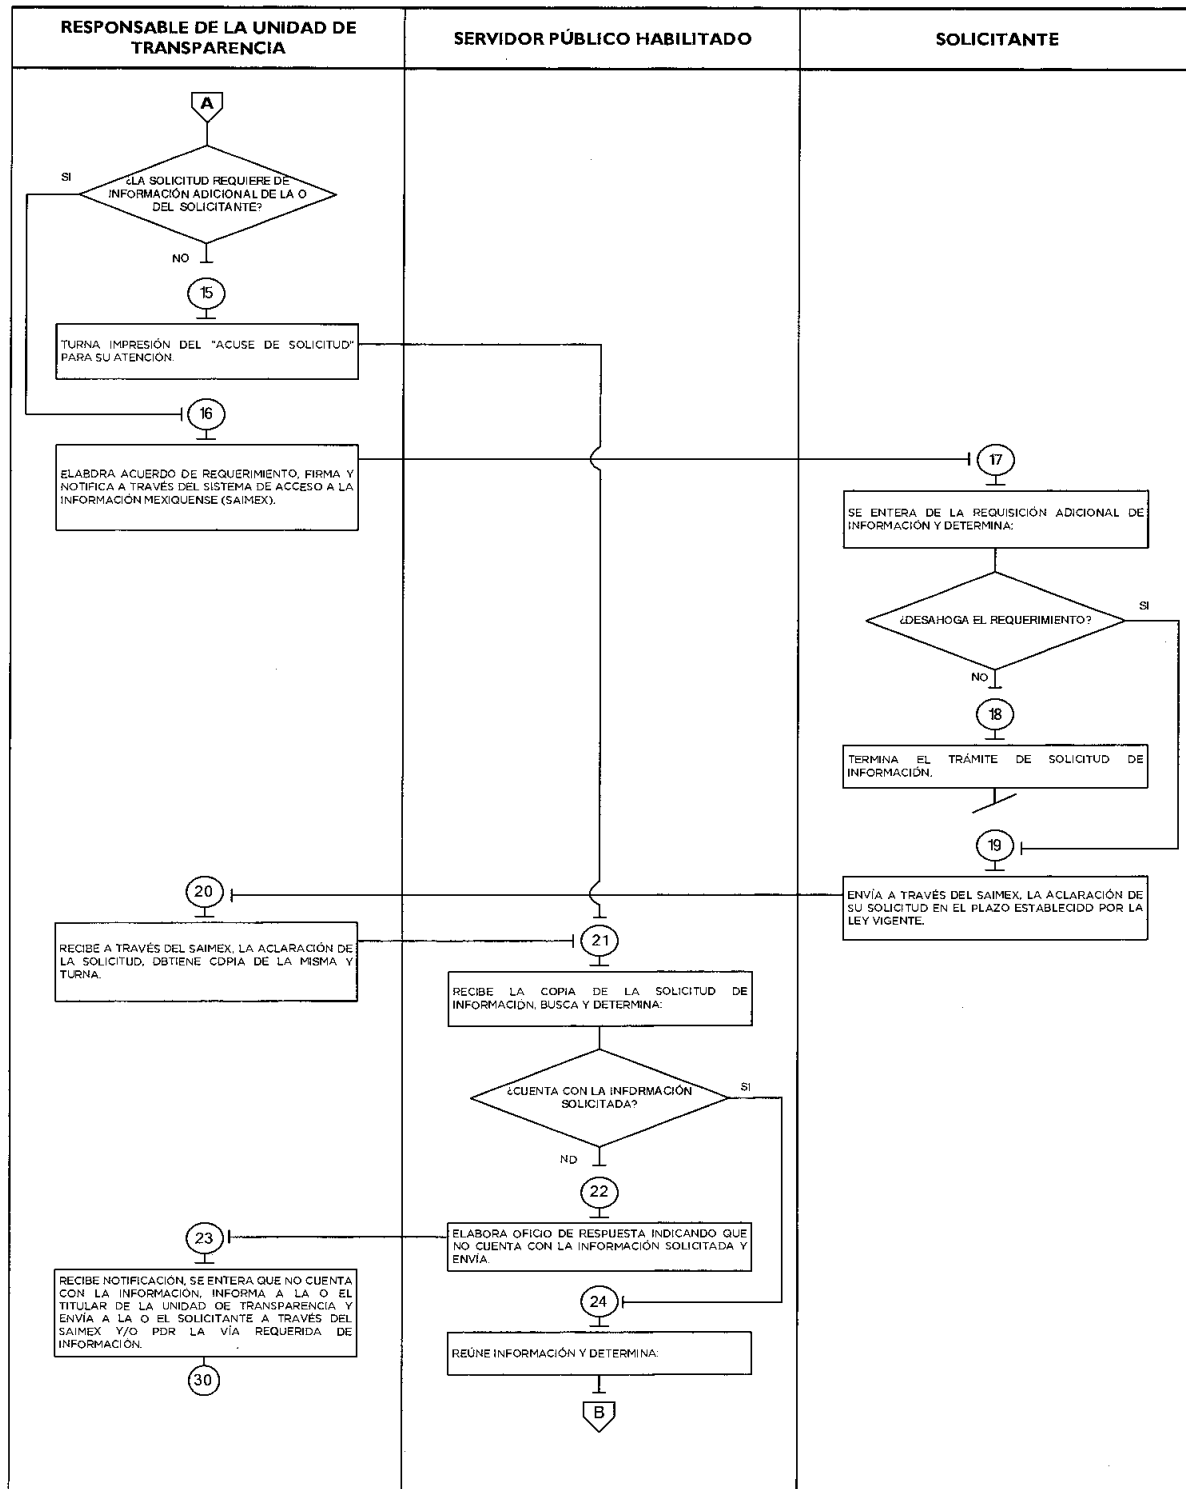 RESPONSABLE DE LA UNIDAD DE
TRANSPARENCIA
SERVIDOR PÚBLICO HABILITADO
SOLICITANTE
A
¿LA SOLICITUD REQUIERE DE
INFORMACIÓN ADICIONAL DE LA O
DEL SOLICITANTE?
SI
NO
15
TURNA IMPRESIÓN DEL "ACUSE DE SOLICITUD"
PARA SU ATENCIÓN.
16
ELABORA ACUERDO DE REQUERIMIENTO, FIRMA Y
NOTIFICA A TRAVÉS DEL SISTEMA DE ACCESO A LA
INFORMACIÓN MEXIQUENSE (SAIMEX).
17
SE ENTERA DE LA REQUISICIÓN ADICIONAL DE
INFORMACIÓN Y DETERMINA:
¿DESAHOGA EL REQUERIMIENTO?
SI
NO
18
TERMINA EL TRÁMITE DE SOLICITUD DE
INFORMACIÓN.
19
ENVÍA A TRAVÉS DEL SAIMEX, LA ACLARACIÓN DE
SU SOLICITUD EN EL PLAZO ESTABLECIDO POR LA
LEY VIGENTE.
20
RECIBE A TRAVÉS DEL SAIMEX, LA ACLARACIÓN DE
LA SOLICITUD, OBTIENE COPIA DE LA MISMA Y
TURNA.
21
RECIBE LA COPIA DE LA SOLICITUD DE
INFORMACIÓN, BUSCA Y DETERMINA:
¿CUENTA CON LA INFORMACIÓN
SOLICITADA?
SI
NO
22
ELABORA OFICIO DE RESPUESTA INDICANDO QUE
NO CUENTA CON LA INFORMACIÓN SOLICITADA Y
ENVÍA.
23
RECIBE NOTIFICACIÓN, SE ENTERA QUE NO CUENTA
CON LA INFORMACIÓN, INFORMA A LA O EL
TITULAR DE LA UNIDAD DE TRANSPARENCIA Y
ENVÍA A LA O EL SOLICITANTE A TRAVÉS DEL
SAIMEX Y/O POR LA VÍA REQUERIDA DE
INFORMACIÓN.
30
24
REÚNE INFORMACIÓN Y DETERMINA:
B